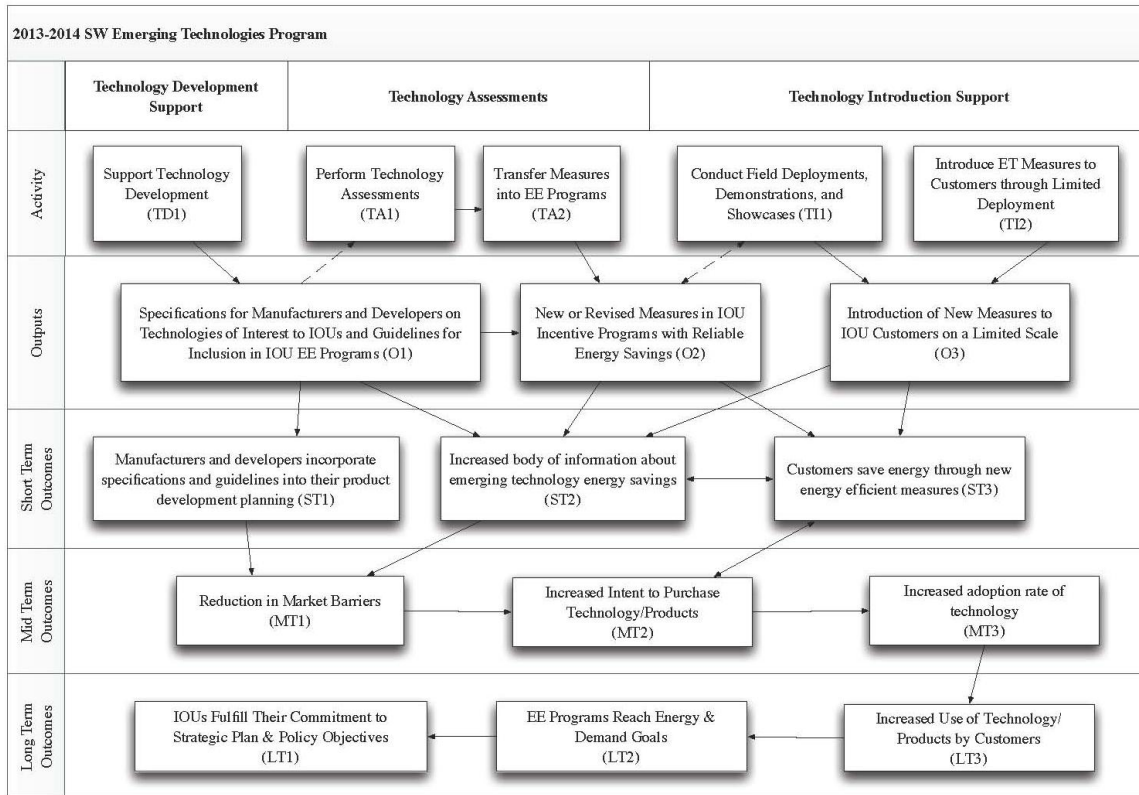 2013-2014 SW Emerging Technologies Program
Technology Development
Support
Technology Assessments
Technology Introduction Support
Activity
Support Technology
Development
(TD1)
Perform Technology
Assessments
(TA1)
Transfer Measures
into EE Programs
(TA2)
Conduct Field Deployments,
Demonstrations, and
Showcases (TI1)
Introduce ET Measures to
Customers through Limited
Deployment
(TI2)
Outputs
Specifications for Manufacturers and Developers on
Technologies of Interest to IOUs and Guidelines for
Inclusion in IOU EE Programs (O1)
New or Revised Measures in IOU
Incentive Programs with Reliable
Energy Savings (O2)
Introduction of New Measures to
IOU Customers on a Limited Scale
(O3)
Short Term
Outcomes
Manufacturers and developers incorporate
specifications and guidelines into their product
development planning (ST1)
Increased body of information about
emerging technology energy savings
(ST2)
Customers save energy through new
energy efficient measures (ST3)
Mid Term
Outcomes
Reduction in Market Barriers
(MT1)
Increased Intent to Purchase
Technology/Products
(MT2)
Increased adoption rate of
technology
(MT3)
Long Term
Outcomes
IOUs Fulfill Their Commitment to
Strategic Plan & Policy Objectives
(LT1)
EE Programs Reach Energy &
Demand Goals
(LT2)
Increased Use of Technology/
Products by Customers
(LT3)